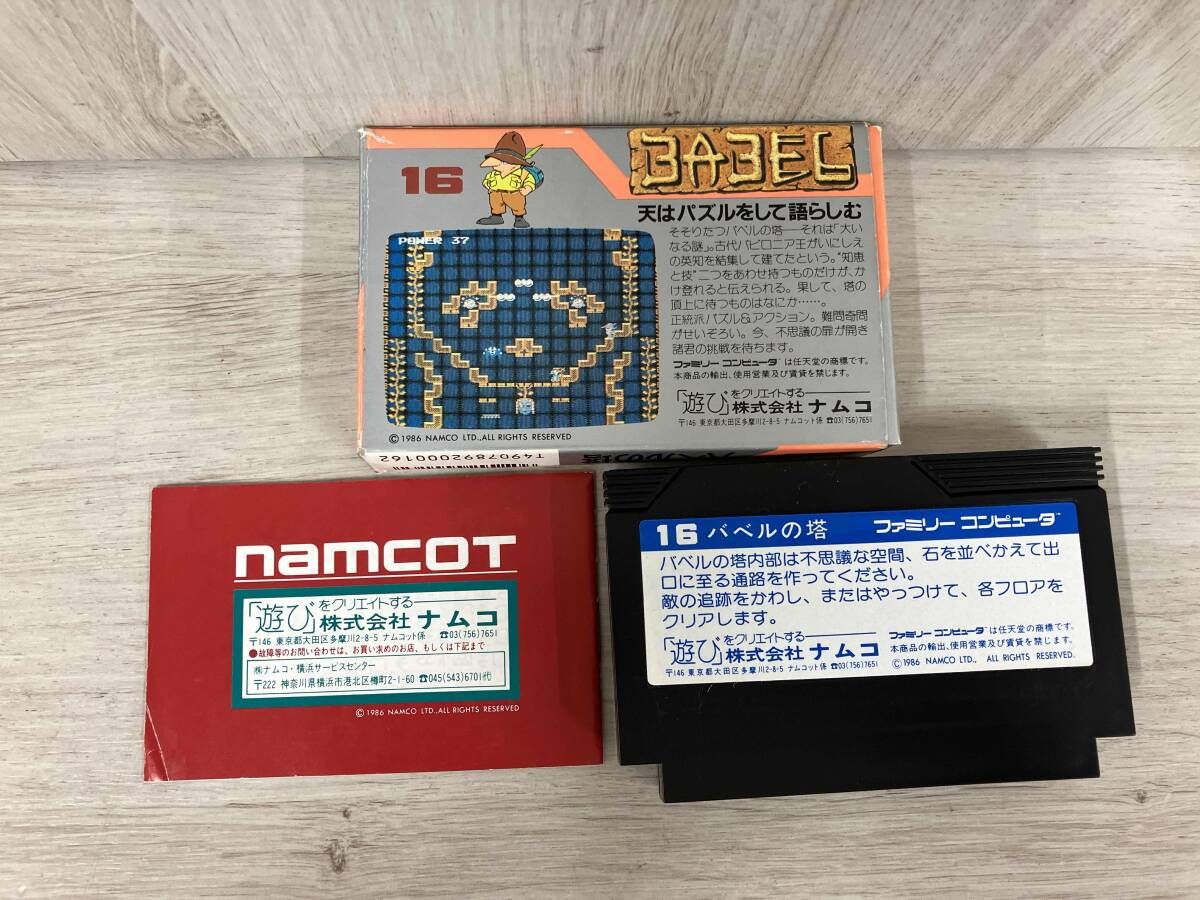 16
BABEL
天はパズルをして語らしむ
POWER 37
そそりたつバベルの塔──それは「大い
なる謎」。古代バビロニア王がいにしえ
の英知を結集して建てたという。“知恵
と技”二つをあわせ持つものだけが、か
け登れると伝えられる。果して、塔の
頂上に待つものはなにか……。
正統派パズル&アクション。難問奇問
がせいぞろい。今、不思議の扉が開き
諸君の挑戦を待ちます。
ファミリー コンピュータ™は任天堂の商標です。
本商品の輸出、使用営業及び賃貸を禁じます。
「遊び」をクリエイトする──
株式会社 ナムコ
〒146 東京都大田区多摩川2-8-5 ナムコット係 ☎03(756)7651
©1986 NAMCO LTD.,ALL RIGHTS RESERVED
T4907892000162
バベルの塔
namcot
「遊び」をクリエイトする──
株式会社 ナムコ
〒146 東京都大田区多摩川2-8-5 ナムコット係 ☎03(756)7651
●故障等のお問い合わせは、お買い求めのお店、もしくは下記まで
㈱ナムコ・横浜サービスセンター
〒222 神奈川県横浜市港北区樽町2-1-60 ☎045(543)6701㈹
©1986 NAMCO LTD.,ALL RIGHTS RESERVED
16 バベルの塔 ファミリー コンピュータ™
バベルの塔内部は不思議な空間、石を並べかえて出
口に至る通路を作ってください。
敵の追跡をかわし、またはやっつけて、各フロアを
クリアします。
「遊び」をクリエイトする──
株式会社 ナムコ
〒146 東京都大田区多摩川2-8-5 ナムコット係 ☎03(756)7651
ファミリー コンピュータ™は任天堂の商標です。
本商品の輸出、使用営業及び賃貸を禁じます。
©1986 NAMCO LTD., ALL RIGHTS RESERVED.